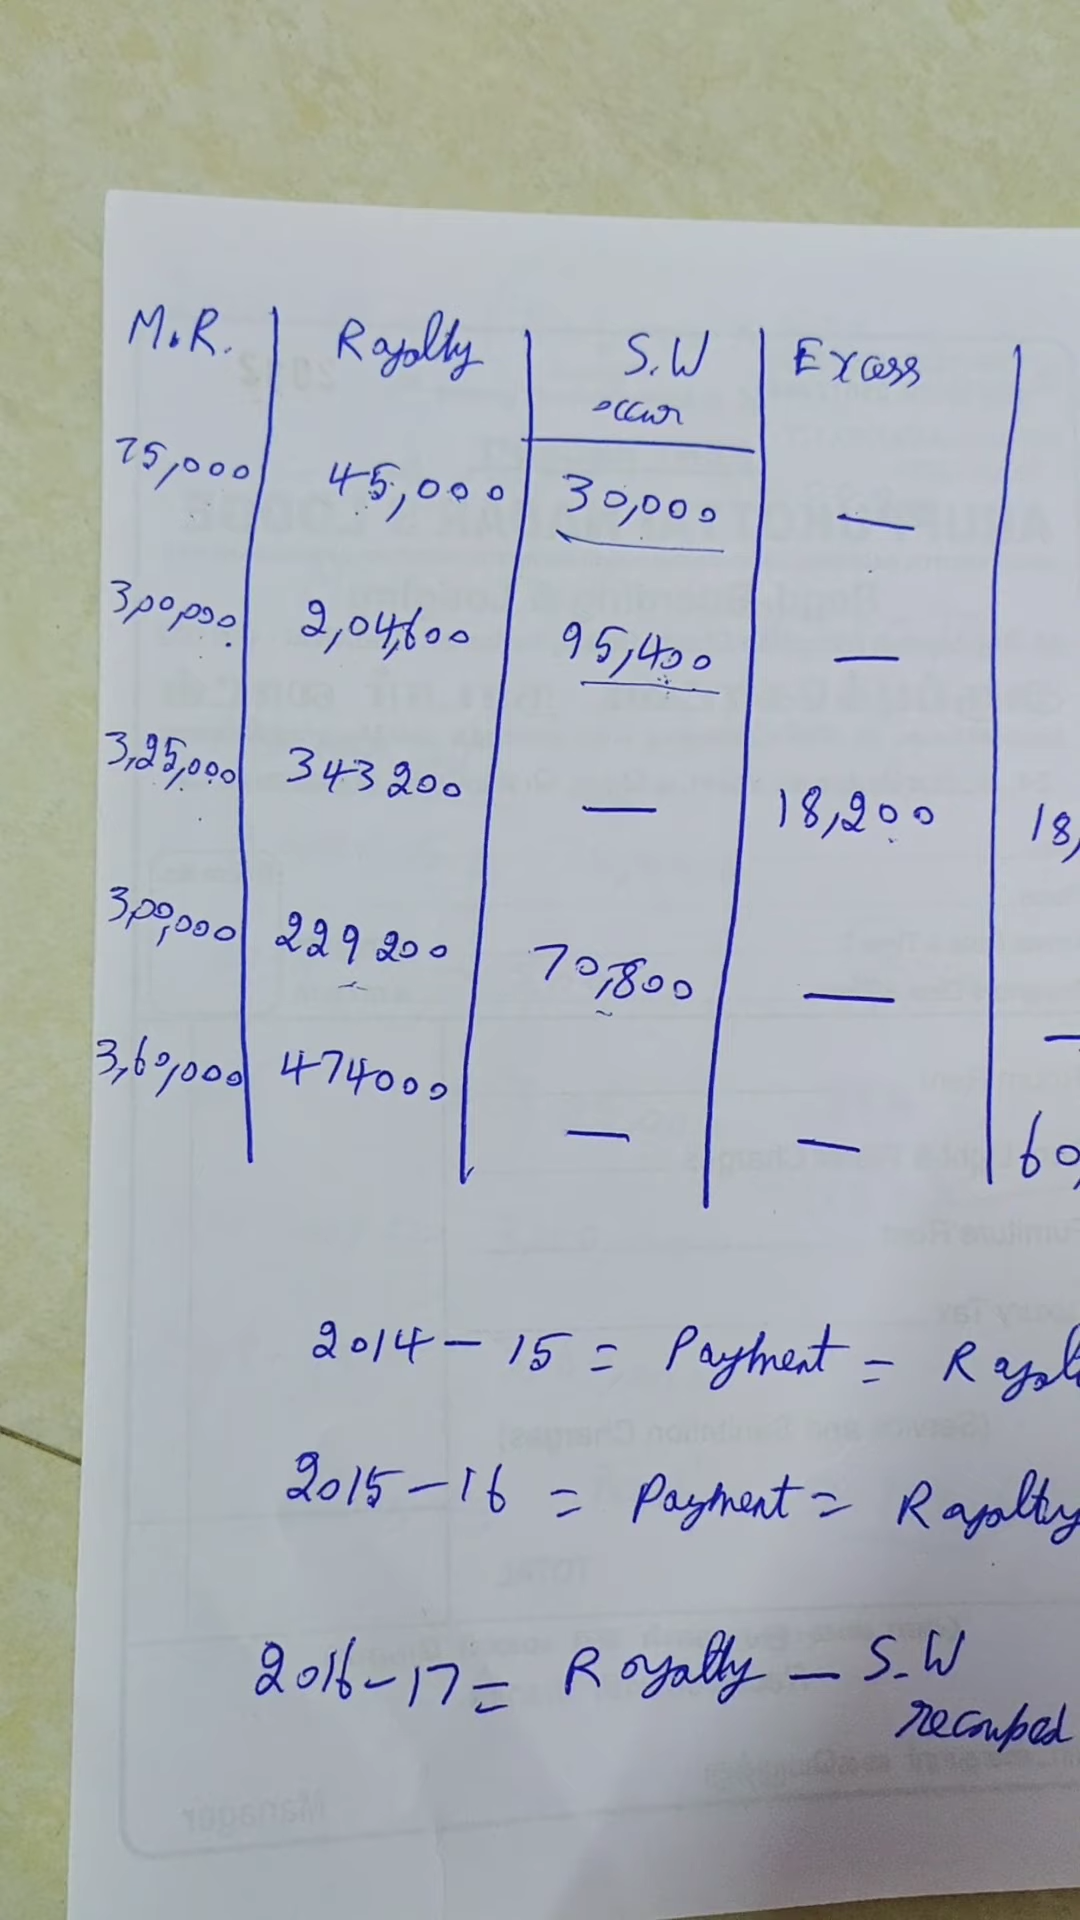 M.R. Royalty S.W Excess
occur
75,000 45,000 30,000 —
3,00,000 2,04,600 95,400 —
3,25,000 343200 — 18,200 18,
3,00,000 229200 70,800 — —
3,60,000 474000 — — 60,
2014-15 = Payment = Royalt
2015-16 = Payment = Royalty
2016-17 = Royalty — S.W
recouped